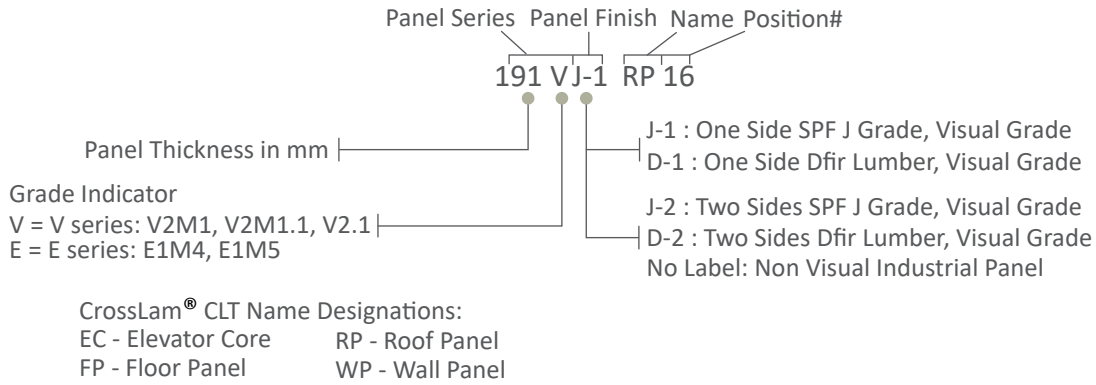 Panel Series Panel Finish Name Position#
191 V J-1 RP 16
J-1 : One Side SPF J Grade, Visual Grade
D-1 : One Side Dfir Lumber, Visual Grade
Panel Thickness in mm
Grade Indicator
V = V series: V2M1, V2M1.1, V2.1
E = E series: E1M4, E1M5
J-2 : Two Sides SPF J Grade, Visual Grade
D-2 : Two Sides Dfir Lumber, Visual Grade
No Label: Non Visual Industrial Panel
CrossLam® CLT Name Designations:
EC - Elevator Core
FP - Floor Panel
RP - Roof Panel
WP - Wall Panel